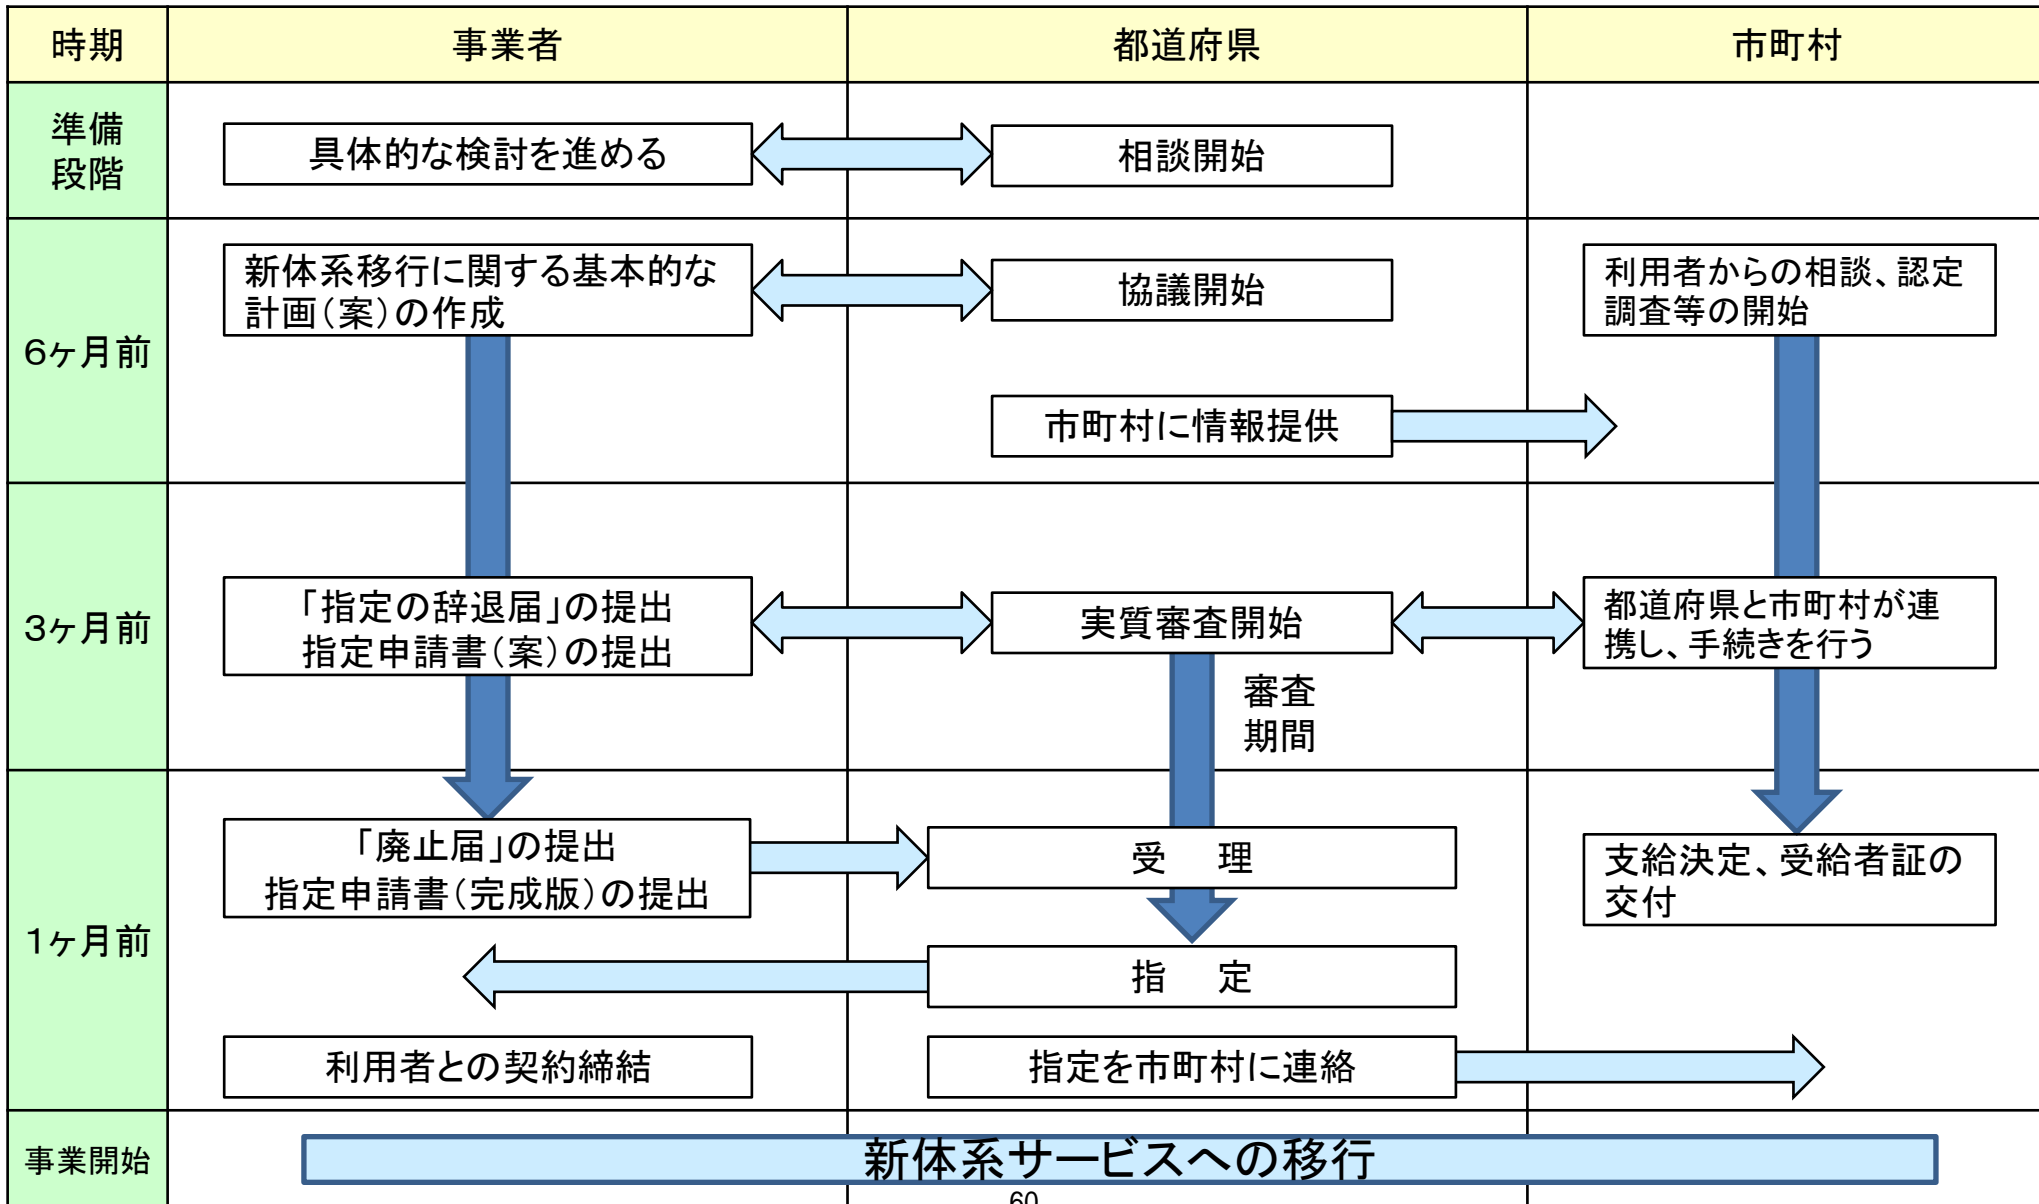 時期
事業者
都道府県
市町村
準備
段階
具体的な検討を進める
相談開始
6ヶ月前
新体系移行に関する基本的な
計画(案)の作成
協議開始
利用者からの相談、認定
調査等の開始
市町村に情報提供
3ヶ月前
「指定の辞退届」の提出
指定申請書(案)の提出
実質審査開始
都道府県と市町村が連
携し、手続きを行う
審査
期間
1ヶ月前
「廃止届」の提出
指定申請書(完成版)の提出
受 理
支給決定、受給者証の
交付
指 定
利用者との契約締結
指定を市町村に連絡
事業開始
新体系サービスへの移行
60